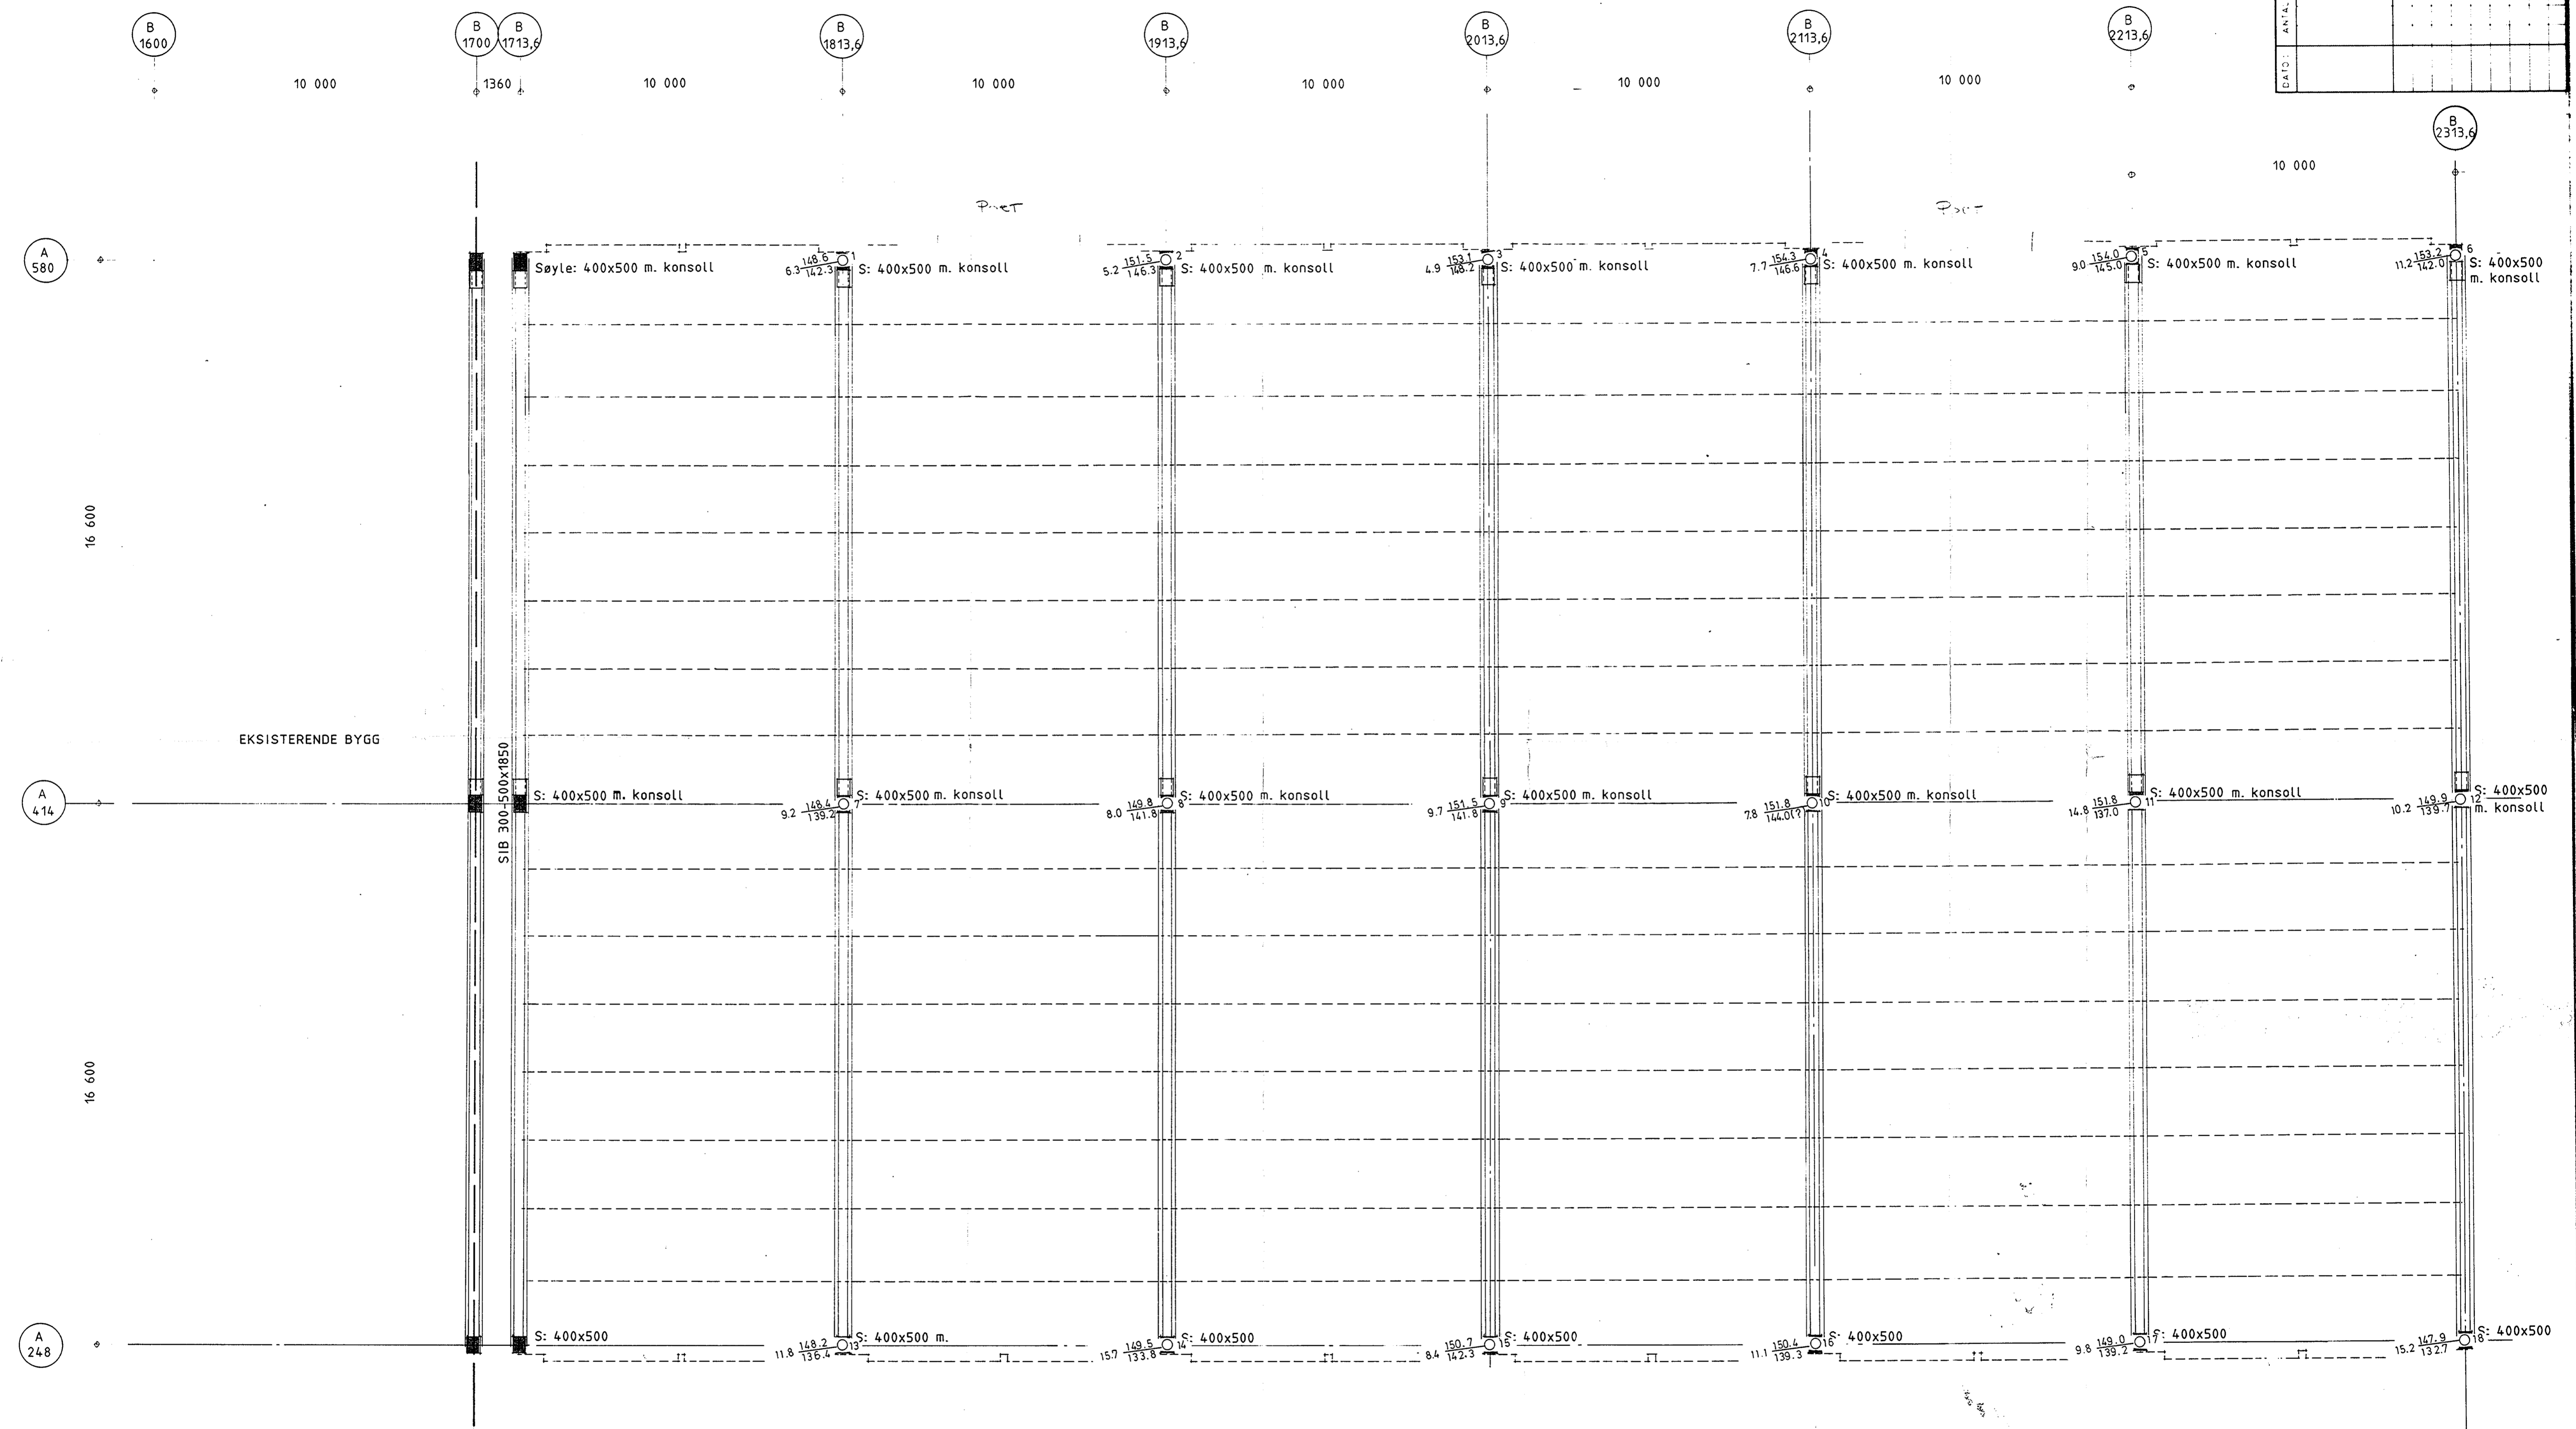 B B B B B B B B
1600 1700 1713,6 1813,6 1913,6 2013,6 2113,6 2213,6
DATO: ANTAL
10 000 1360 10 000 10 000 10 000 10 000 10 000
B
2313,6
10 000
A
580
Søyle: 400x500 m. konsoll
6.3 148.6 142.3 1 S: 400x500 m. konsoll
5.2 151.5 146.3 2 S: 400x500 m. konsoll
4.9 153.1 148.2 3 S: 400x500 m. konsoll
7.7 154.3 146.6 4 S: 400x500 m. konsoll
9.0 154.0 145.0 5 S: 400x500 m. konsoll
11.2 153.2 142.0 6 S: 400x500
m. konsoll
16 600
EKSISTERENDE BYGG
SIB 300-500x1850
A
414
S: 400x500 m. konsoll
9.2 148.4 139.2 7 S: 400x500 m. konsoll
8.0 149.8 141.8 8 S: 400x500 m. konsoll
9.7 151.5 141.8 9 S: 400x500 m. konsoll
7.8 151.8 144.0(? 10 S: 400x500 m. konsoll
14.8 151.8 137.0 11 S: 400x500 m. konsoll
10.2 149.9 139.7 12 S: 400x500
m. konsoll
16 600
A
248
S: 400x500
11.8 148.2 136.4 13 S: 400x500 m.
15.7 149.5 133.8 14 S: 400x500
8.4 150.7 142.3 15 S: 400x500
11.1 150.4 139.3 16 S: 400x500
9.8 149.0 139.2 17 S: 400x500
15.2 147.9 132.7 18 S: 400x500